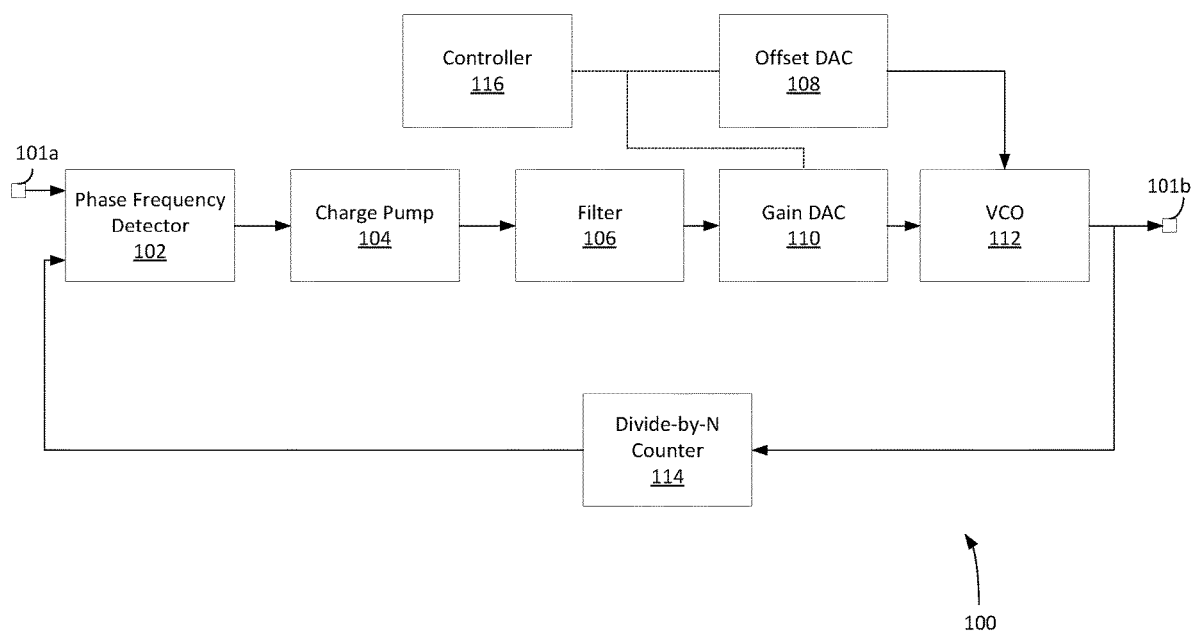 Controller
116
Offset DAC
108
101a
Phase Frequency
Detector
102
Charge Pump
104
Filter
106
Gain DAC
110
VCO
112
101b
Divide-by-N
Counter
114
100